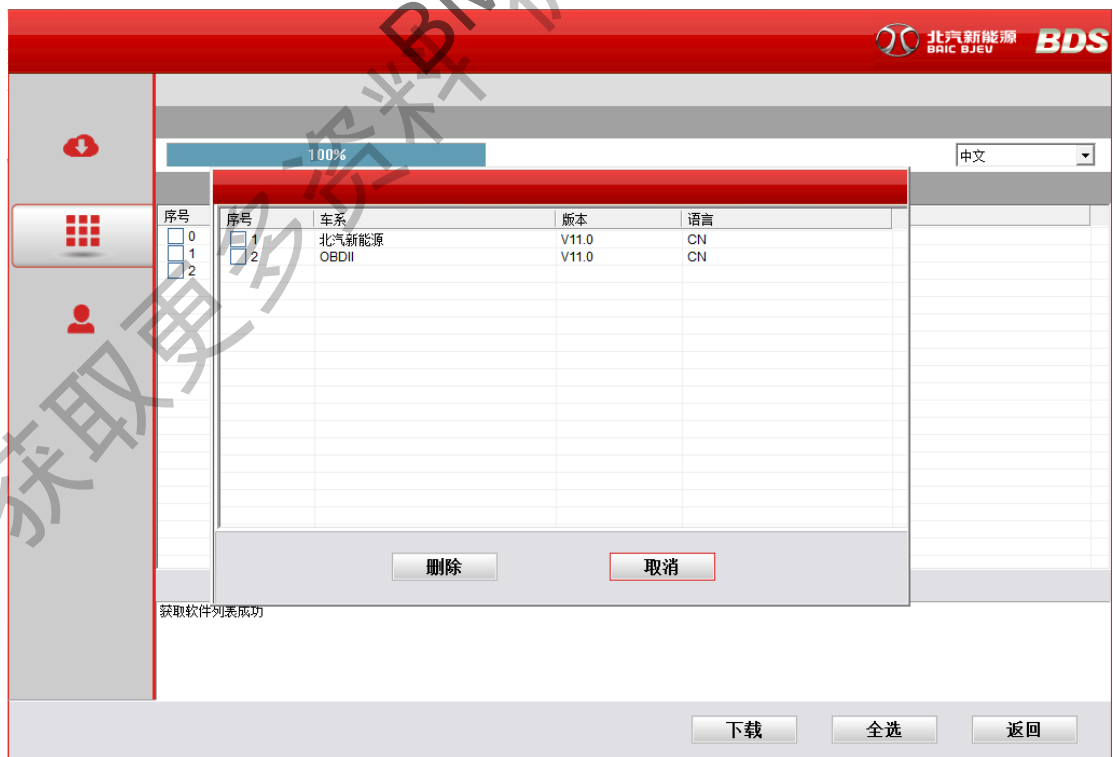 北汽新能源
BAIC BJEV
BDS
100%
中文
序号
0
1
2
序号 车系 版本 语言
1 北汽新能源 V11.0 CN
2 OBDII V11.0 CN
删除 取消
获取软件列表成功
下载 全选 返回
获取更多资料